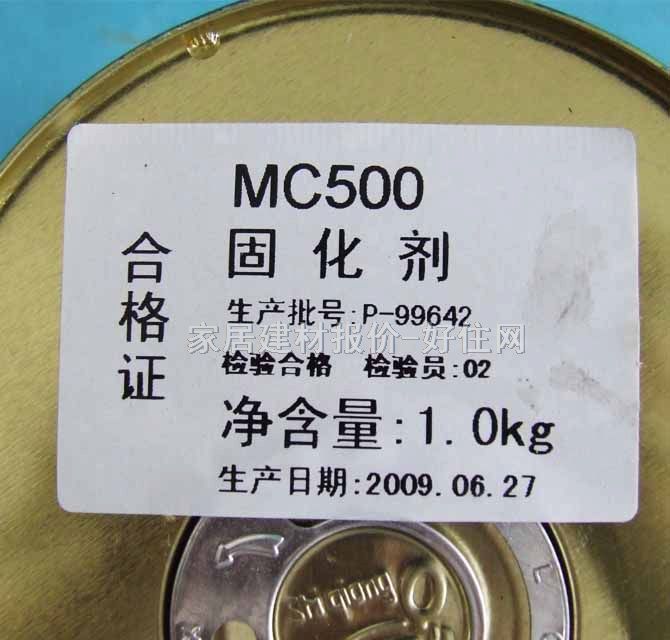 MC500
合格证
固化剂
生产批号:P-99642
家居建材报价-好住网
检验合格 检验员:02
净含量:1.0kg
生产日期:2009.06.27
Shi qiang